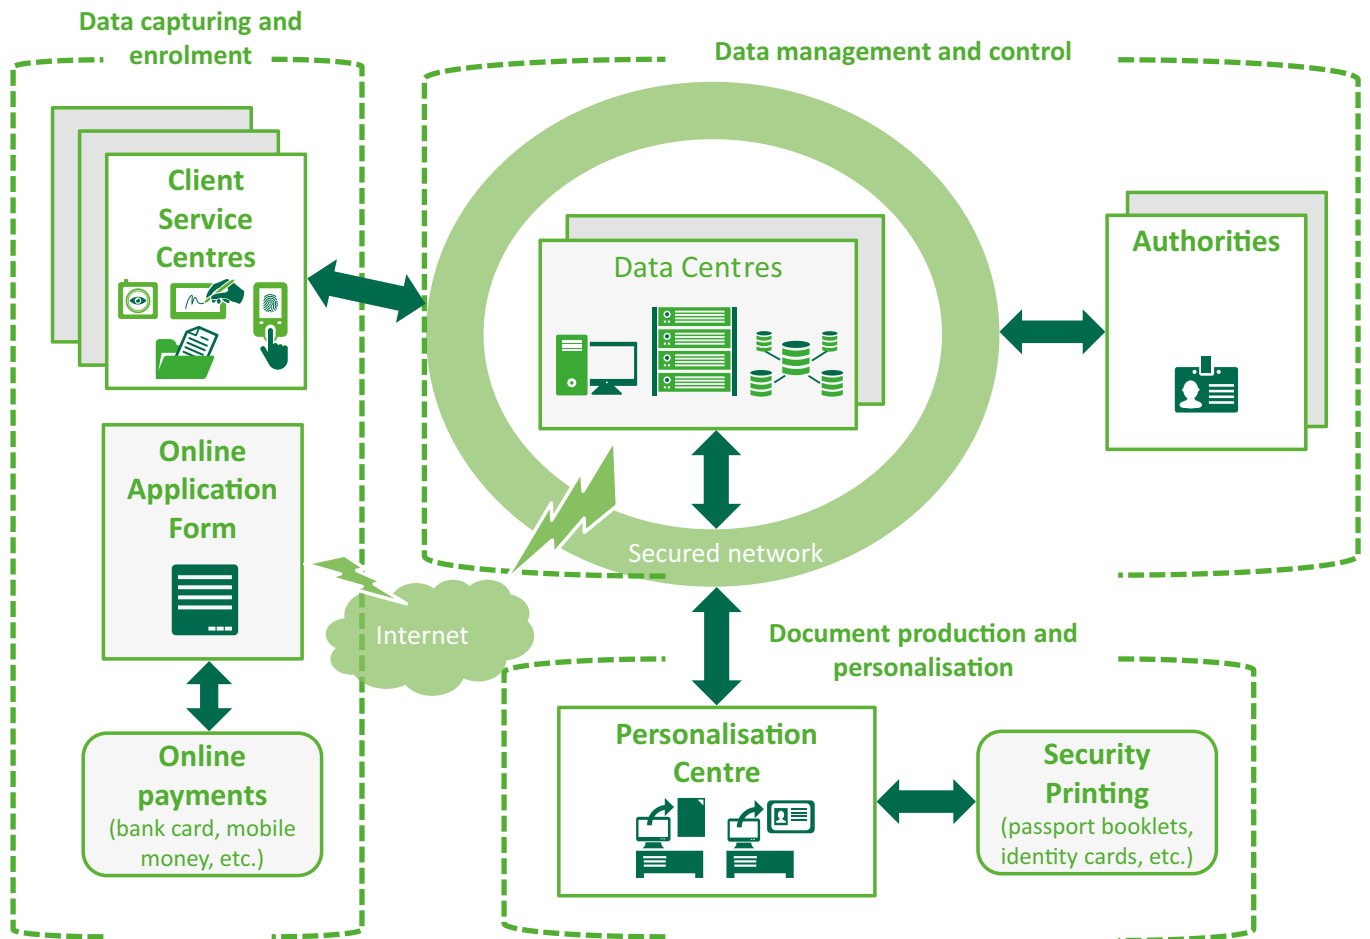 Data capturing and
enrolment
Data management and control
Client
Service
Centres
Data Centres
Authorities
Online
Application
Form
Secured network
Internet
Document production and
personalisation
Online
payments
(bank card, mobile
money, etc.)
Personalisation
Centre
Security
Printing
(passport booklets,
identity cards, etc.)